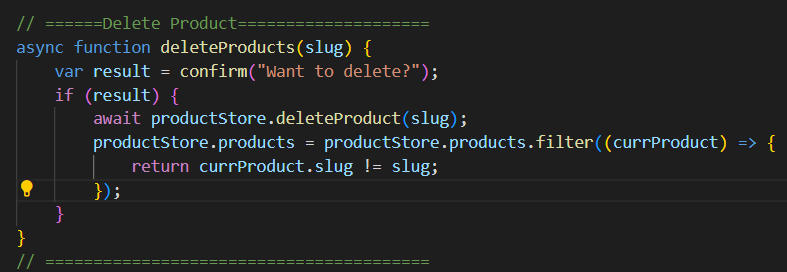 // ======Delete Product====================
async function deleteProducts(slug) {
    var result = confirm("Want to delete?");
    if (result) {
        await productStore.deleteProduct(slug);
        productStore.products = productStore.products.filter((currProduct) => {
            return currProduct.slug != slug;
        });
    }
}
// =========================================